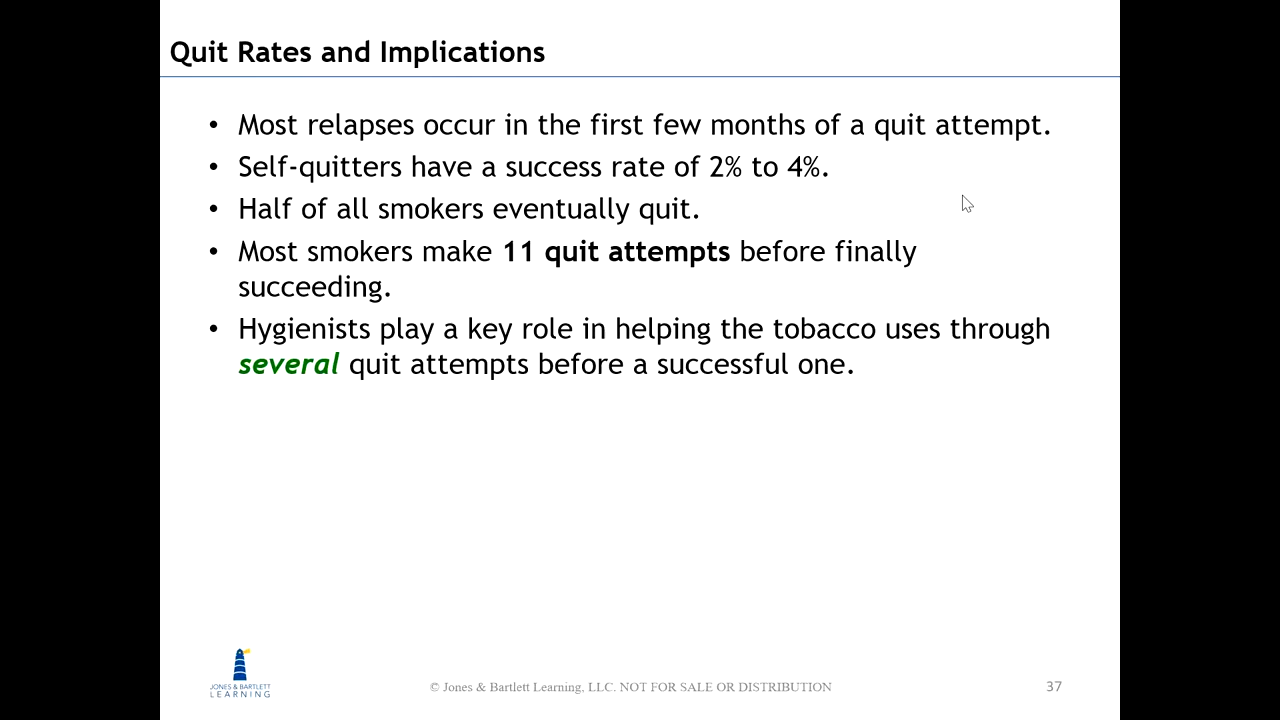 Quit Rates and Implications
• Most relapses occur in the first few months of a quit attempt.
• Self-quitters have a success rate of 2% to 4%.
• Half of all smokers eventually quit.
• Most smokers make 11 quit attempts before finally
succeeding.
• Hygienists play a key role in helping the tobacco uses through
several quit attempts before a successful one.
JONES & BARTLETT
LEARNING
© Jones & Bartlett Learning, LLC. NOT FOR SALE OR DISTRIBUTION
37